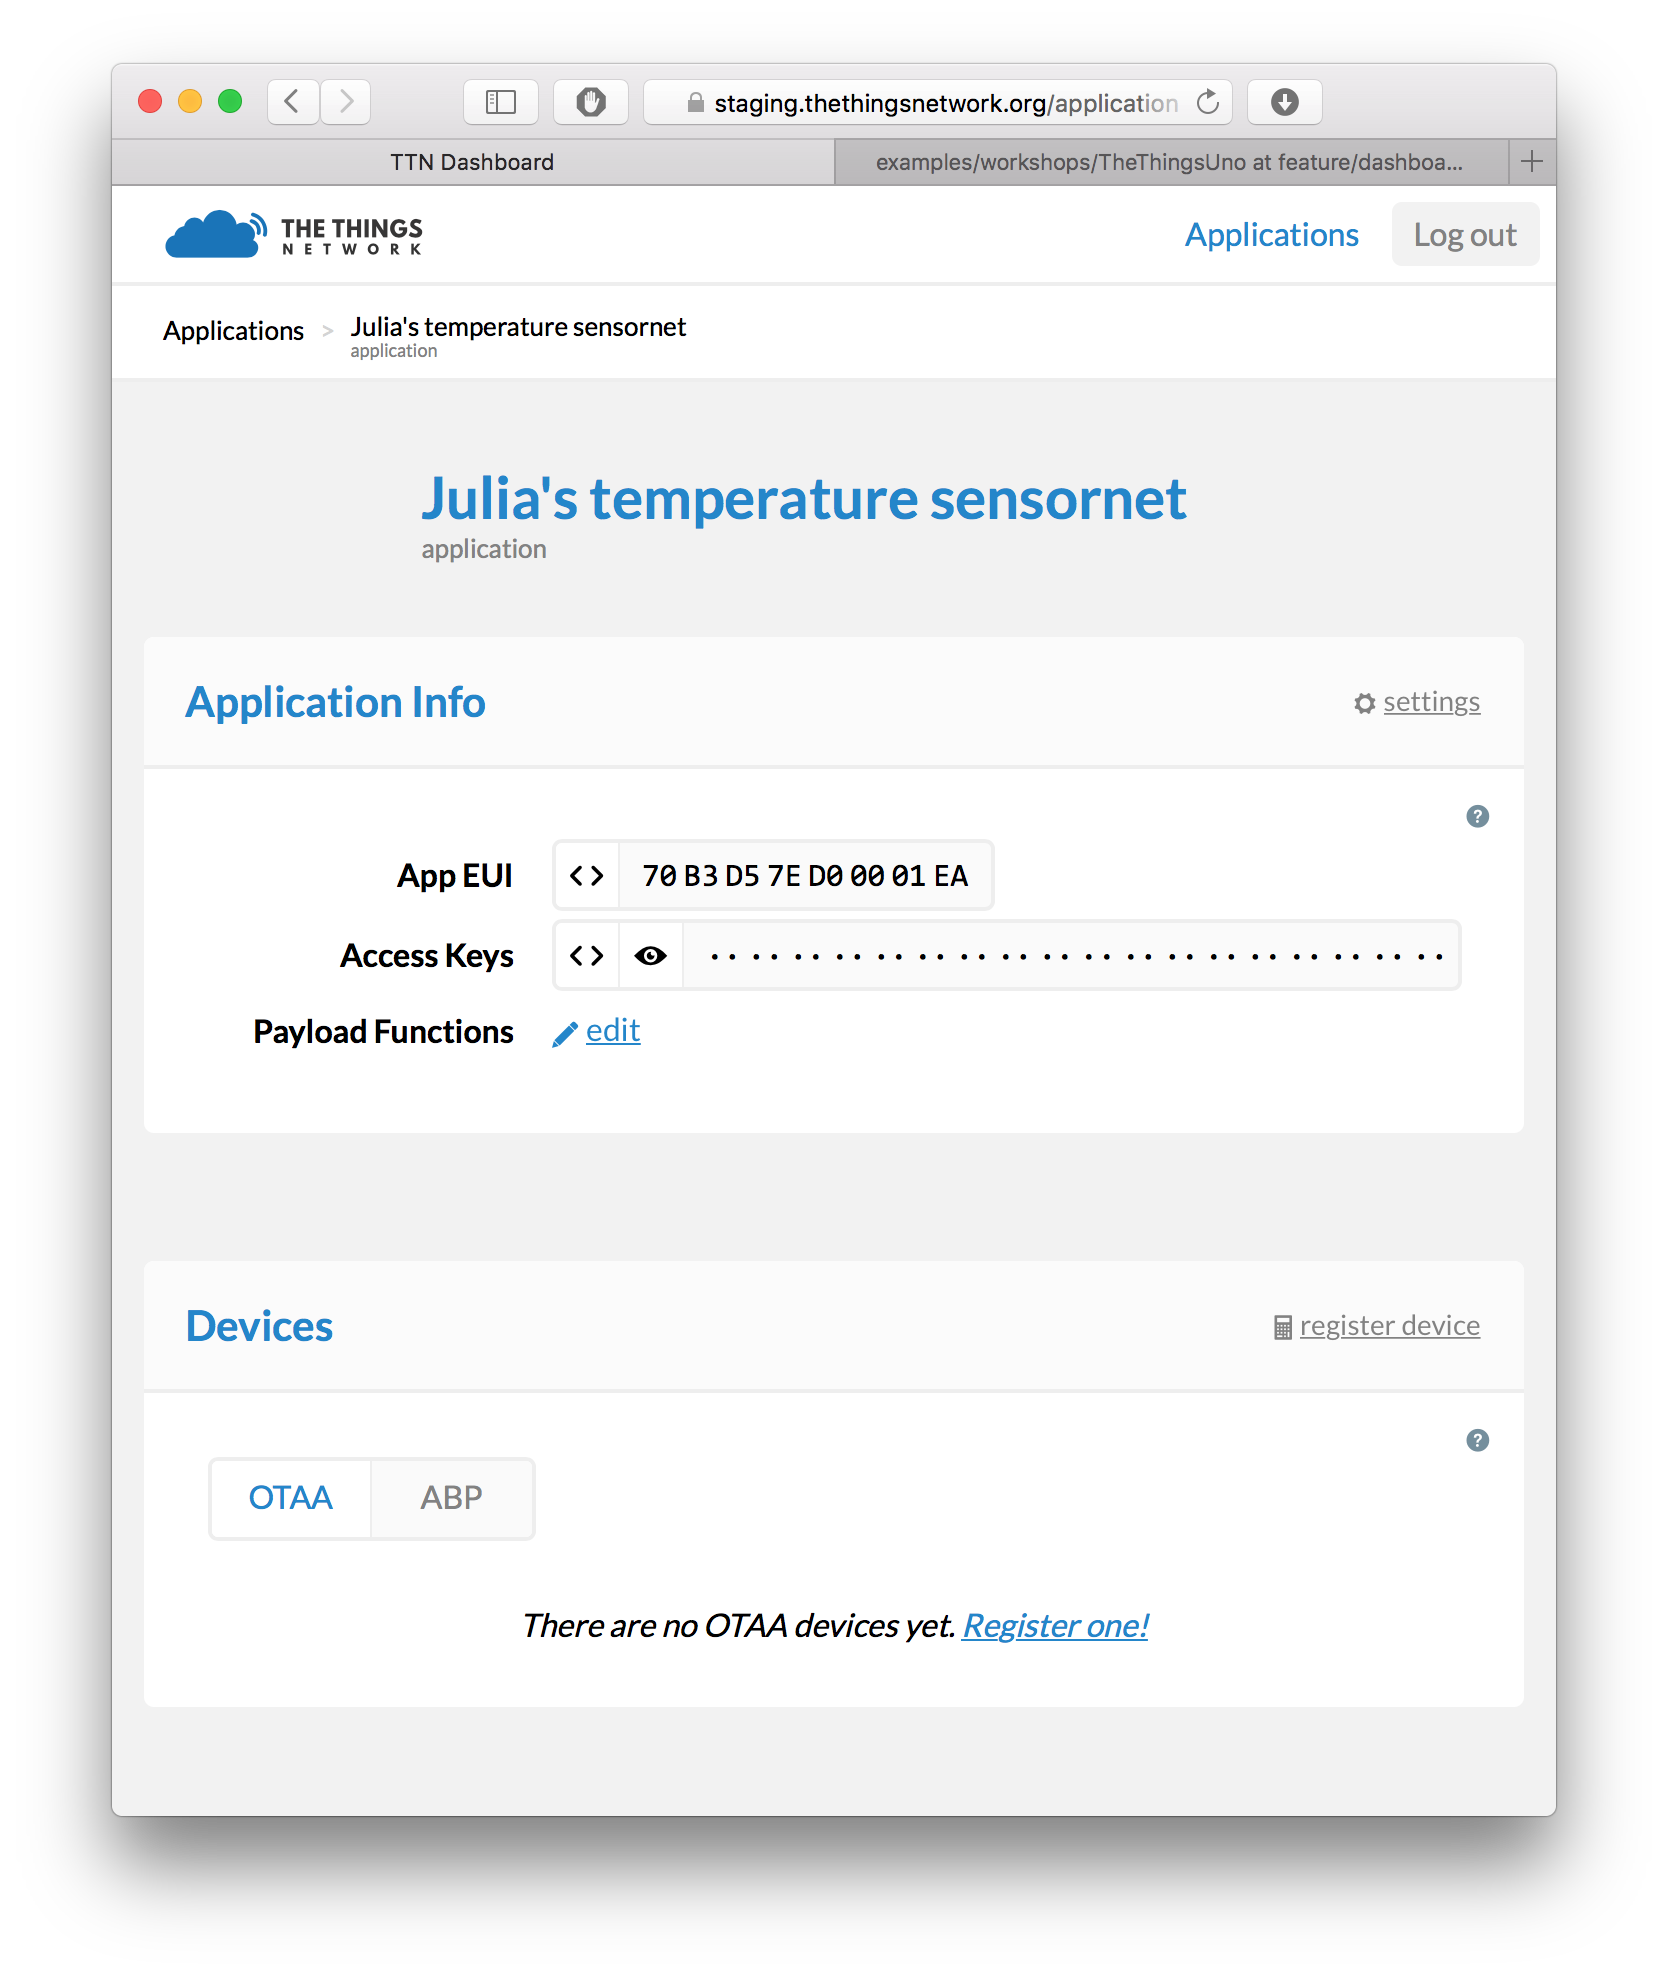 staging.thethingsnetwork.org/application
TTN Dashboard
examples/workshops/TheThingsUno at feature/dashboa...
THE THINGS
NETWORK
Applications
Log out
Applications > Julia's temperature sensornet
application
Julia's temperature sensornet
application
Application Info
settings
?
App EUI <> 70 B3 D5 7E D0 00 01 EA
Access Keys <> ....................................
Payload Functions edit
Devices
register device
?
OTAA ABP
There are no OTAA devices yet. Register one!